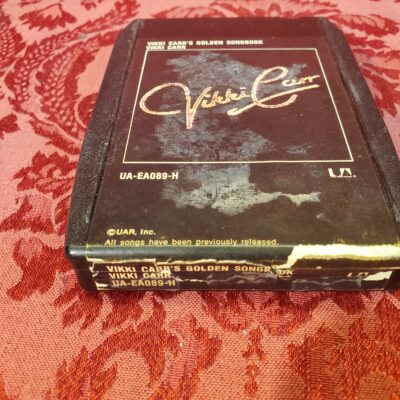 VIKKI CARR'S GOLDEN SONGBOOK
VIKKI CARR
Vikki Carr
UA-EA089-H
UA
©UAR, Inc.
All songs have been previously released.
VIKKI CARR'S GOLDEN SONGBOOK
VIKKI CARR
UA-EA089-H